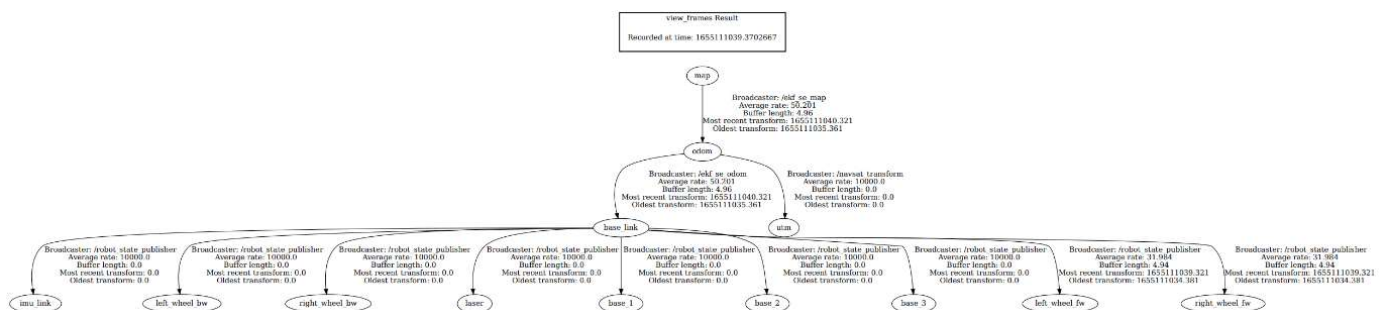 view_frames Result
Recorded at time: 1655111039.3702667
map
Broadcaster: /ekf_se_map
Average rate: 50.201
Buffer length: 4.96
Most recent transform: 1655111040.321
Oldest transform: 1655111035.361
odom
Broadcaster: /ekf_se_odom
Average rate: 50.201
Buffer length: 4.96
Most recent transform: 1655111040.321
Oldest transform: 1655111035.361
Broadcaster: /navsat_transform
Average rate: 10000.0
Buffer length: 0.0
Most recent transform: 0.0
Oldest transform: 0.0
base_link
utm
Broadcaster: /robot_state_publisher
Average rate: 10000.0
Buffer length: 0.0
Most recent transform: 0.0
Oldest transform: 0.0
Broadcaster: /robot_state_publisher
Average rate: 10000.0
Buffer length: 0.0
Most recent transform: 0.0
Oldest transform: 0.0
Broadcaster: /robot_state_publisher
Average rate: 10000.0
Buffer length: 0.0
Most recent transform: 0.0
Oldest transform: 0.0
Broadcaster: /robot_state_publisher
Average rate: 10000.0
Buffer length: 0.0
Most recent transform: 0.0
Oldest transform: 0.0
Broadcaster: /robot_state_publisher
Average rate: 10000.0
Buffer length: 0.0
Most recent transform: 0.0
Oldest transform: 0.0
Broadcaster: /robot_state_publisher
Average rate: 10000.0
Buffer length: 0.0
Most recent transform: 0.0
Oldest transform: 0.0
Broadcaster: /robot_state_publisher
Average rate: 10000.0
Buffer length: 0.0
Most recent transform: 0.0
Oldest transform: 0.0
Broadcaster: /robot_state_publisher
Average rate: 31.984
Buffer length: 4.94
Most recent transform: 1655111039.321
Oldest transform: 1655111034.381
Broadcaster: /robot_state_publisher
Average rate: 31.984
Buffer length: 4.94
Most recent transform: 1655111039.321
Oldest transform: 1655111034.381
imu_link
left_wheel_bw
right_wheel_bw
laser
base_1
base_2
base_3
left_wheel_fw
right_wheel_fw